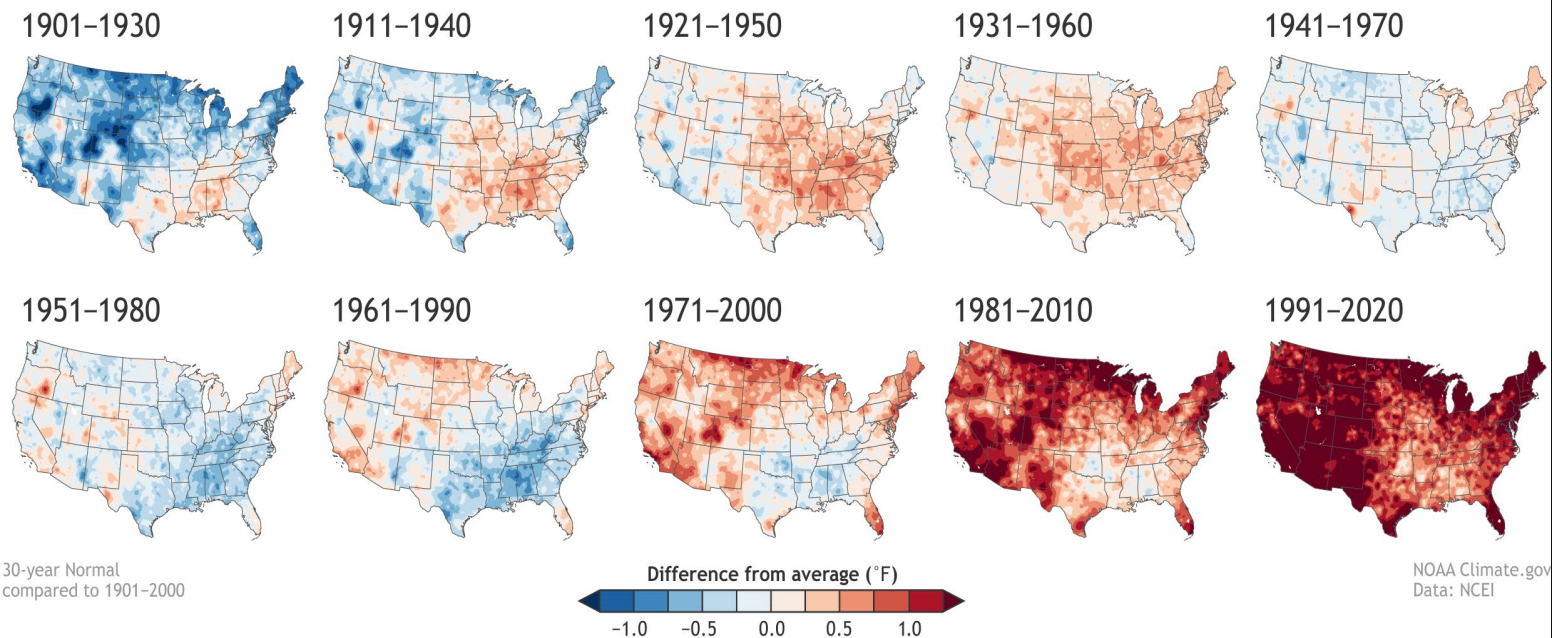 1901–1930
1911–1940
1921–1950
1931–1960
1941–1970
1951–1980
1961–1990
1971–2000
1981–2010
1991–2020
30-year Normal
compared to 1901–2000
Difference from average (°F)
−1.0 −0.5 0.0 0.5 1.0
NOAA Climate.gov
Data: NCEI